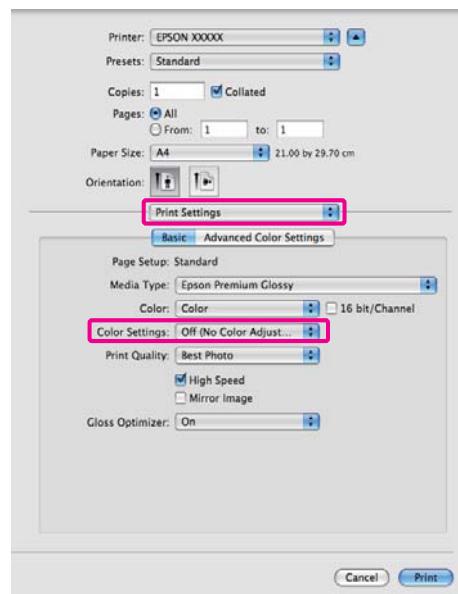 Printer: EPSON XXXXX
Presets: Standard
Copies: 1 Collated
Pages: All
From: 1 to: 1
Paper Size: A4 21.00 by 29.70 cm
Orientation:
Print Settings
Basic Advanced Color Settings
Page Setup: Standard
Media Type: Epson Premium Glossy
Color: Color 16 bit/Channel
Color Settings: Off (No Color Adjust...
Print Quality: Best Photo
High Speed
Mirror Image
Gloss Optimizer: On
Cancel Print